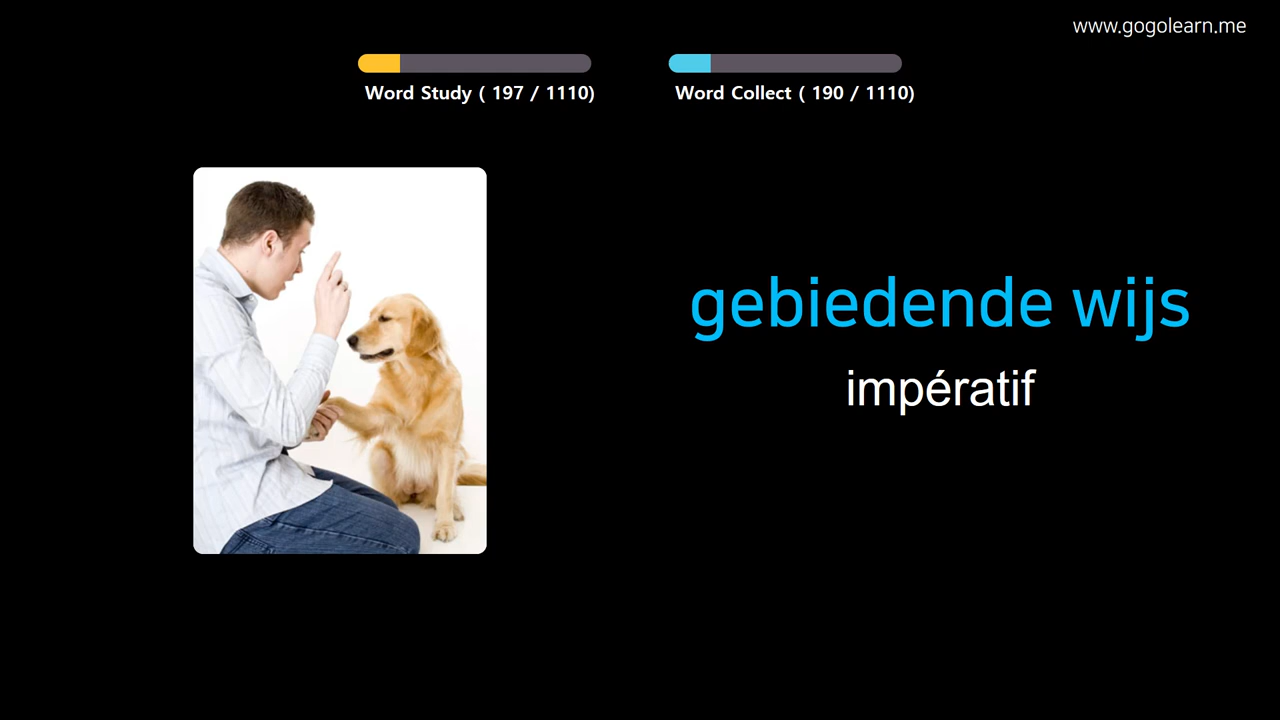 www.gogolearn.me
Word Study ( 197 / 1110)
Word Collect ( 190 / 1110)
gebiedende wijs
impératif